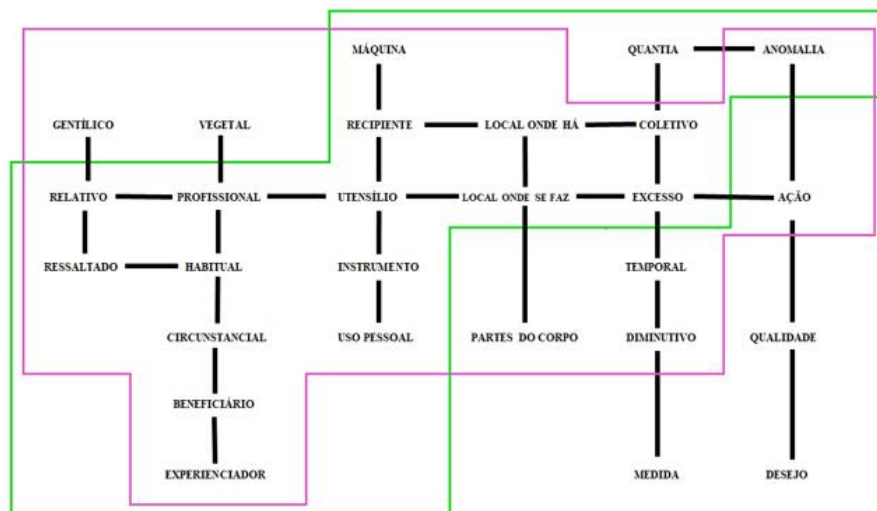 MÁQUINA
QUANTIA
ANOMALIA
GENTÍLICO
VEGETAL
RECIPIENTE
LOCAL ONDE HÁ
COLETIVO
RELATIVO
PROFISSIONAL
UTENSÍLIO
LOCAL ONDE SE FAZ
EXCESSO
AÇÃO
RESSALTADO
HABITUAL
INSTRUMENTO
TEMPORAL
CIRCUNSTANCIAL
USO PESSOAL
PARTES DO CORPO
DIMINUTIVO
QUALIDADE
BENEFICIÁRIO
EXPERIENCIADOR
MEDIDA
DESEJO